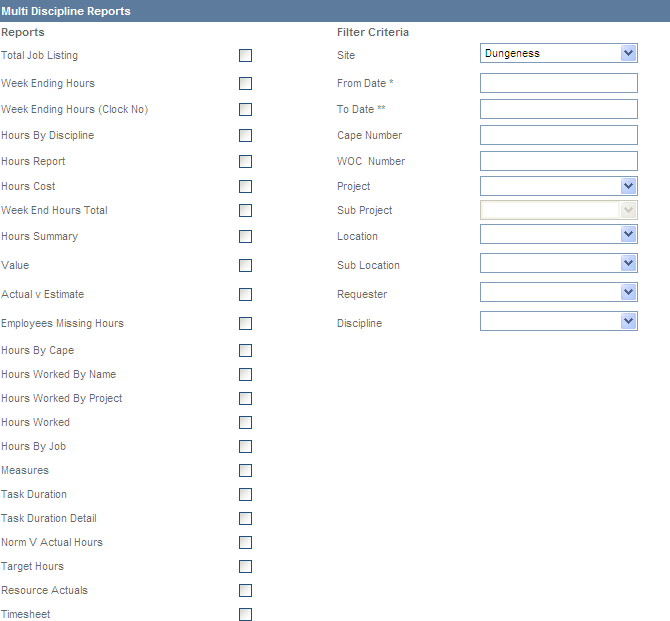 Multi Discipline Reports
Reports
Filter Criteria
Total Job Listing
Site
Dungeness
Week Ending Hours
From Date *
Week Ending Hours (Clock No)
To Date **
Hours By Discipline
Cape Number
Hours Report
WOC Number
Hours Cost
Project
Week End Hours Total
Sub Project
Hours Summary
Location
Value
Sub Location
Actual v Estimate
Requester
Employees Missing Hours
Discipline
Hours By Cape
Hours Worked By Name
Hours Worked By Project
Hours Worked
Hours By Job
Measures
Task Duration
Task Duration Detail
Norm V Actual Hours
Target Hours
Resource Actuals
Timesheet